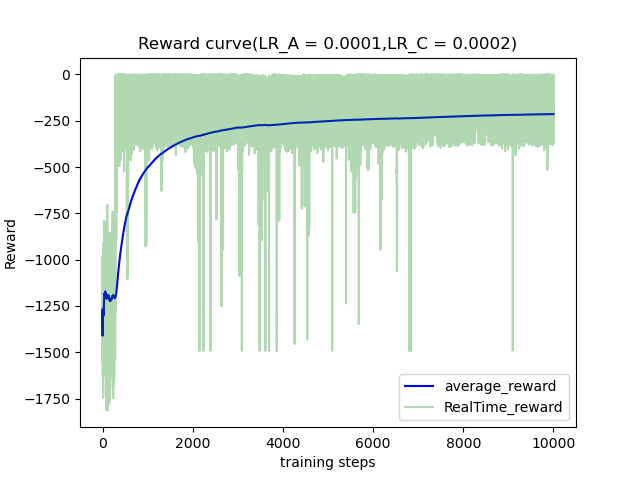 Reward curve(LR_A = 0.0001,LR_C = 0.0002)
0
−250
−500
−750
−1000
−1250
−1500
−1750
Reward
0 2000 4000 6000 8000 10000
training steps
average_reward
RealTime_reward